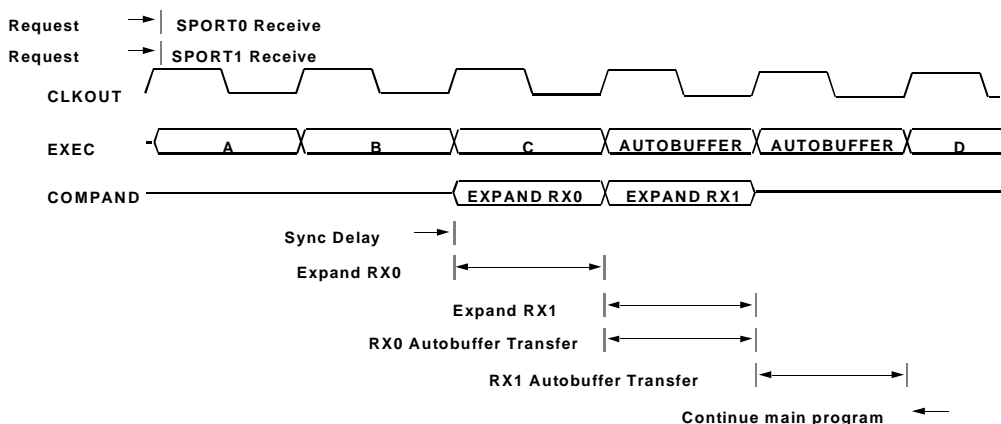 Request SPORT0 Receive
Request SPORT1 Receive
CLKOUT
EXEC A B C AUTOBUFFER AUTOBUFFER D
COMPAND EXPAND RX0 EXPAND RX1
Sync Delay
Expand RX0
Expand RX1
RX0 Autobuffer Transfer
RX1 Autobuffer Transfer
Continue main program